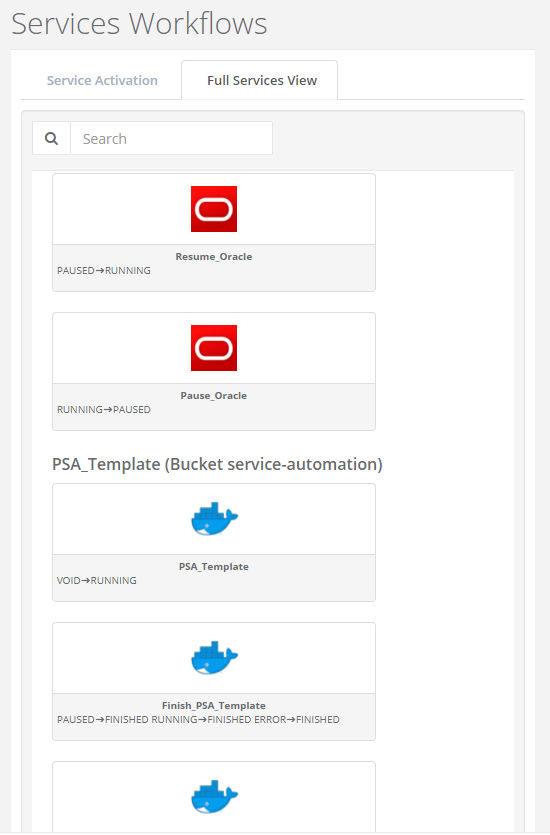 Services Workflows
Service Activation
Full Services View
Search
Resume_Oracle
PAUSED➔RUNNING
Pause_Oracle
RUNNING➔PAUSED
PSA_Template (Bucket service-automation)
PSA_Template
VOID➔RUNNING
Finish_PSA_Template
PAUSED➔FINISHED RUNNING➔FINISHED ERROR➔FINISHED